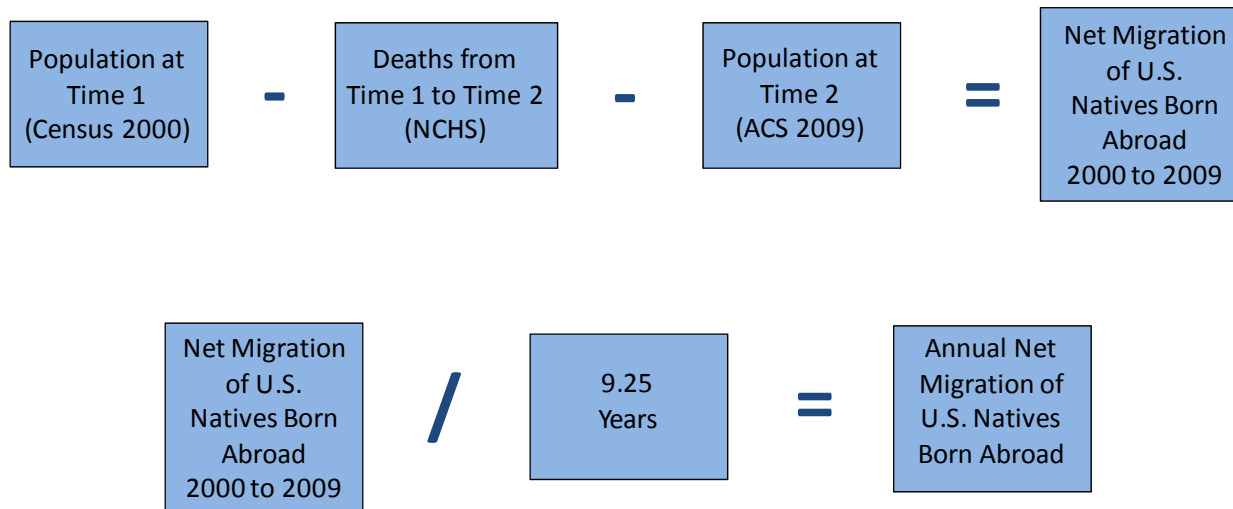 Population at
Time 1
(Census 2000)
-
Deaths from
Time 1 to Time 2
(NCHS)
-
Population at
Time 2
(ACS 2009)
=
Net Migration
of U.S.
Natives Born
Abroad
2000 to 2009
Net Migration
of U.S.
Natives Born
Abroad
2000 to 2009
/
9.25
Years
=
Annual Net
Migration of
U.S. Natives
Born Abroad